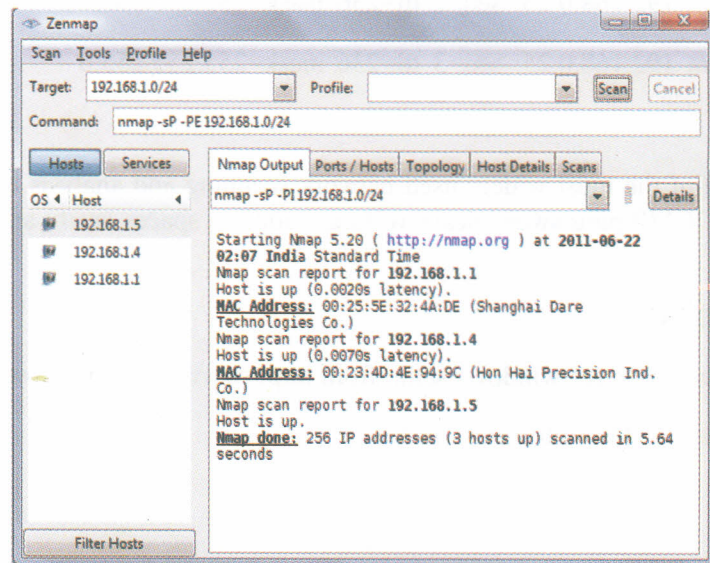 Zenmap
Scan Tools Profile Help
Target: 192.168.1.0/24 Profile: Scan Cancel
Command: nmap -sP -PE 192.168.1.0/24
Hosts Services
Nmap Output Ports / Hosts Topology Host Details Scans
OS Host
nmap -sP -PI 192.168.1.0/24 Details
192.168.1.5
192.168.1.4
192.168.1.1
Starting Nmap 5.20 ( http://nmap.org ) at 2011-06-22
02:07 India Standard Time
Nmap scan report for 192.168.1.1
Host is up (0.0020s latency).
MAC Address: 00:25:5E:32:4A:DE (Shanghai Dare
Technologies Co.)
Nmap scan report for 192.168.1.4
Host is up (0.0070s latency).
MAC Address: 00:23:4D:4E:94:9C (Hon Hai Precision Ind.
Co.)
Nmap scan report for 192.168.1.5
Host is up.
Nmap done: 256 IP addresses (3 hosts up) scanned in 5.64
seconds
Filter Hosts